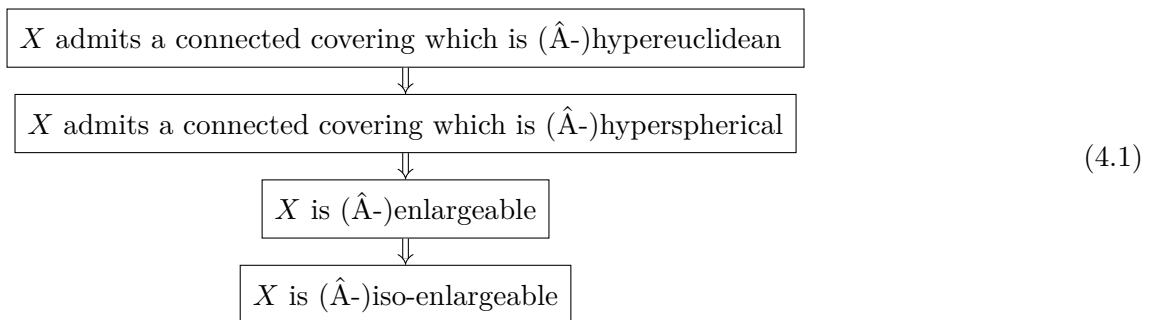 X admits a connected covering which is (Â-)hypereuclidean
⇓
X admits a connected covering which is (Â-)hyperspherical
(4.1)
⇓
X is (Â-)enlargeable
⇓
X is (Â-)iso-enlargeable